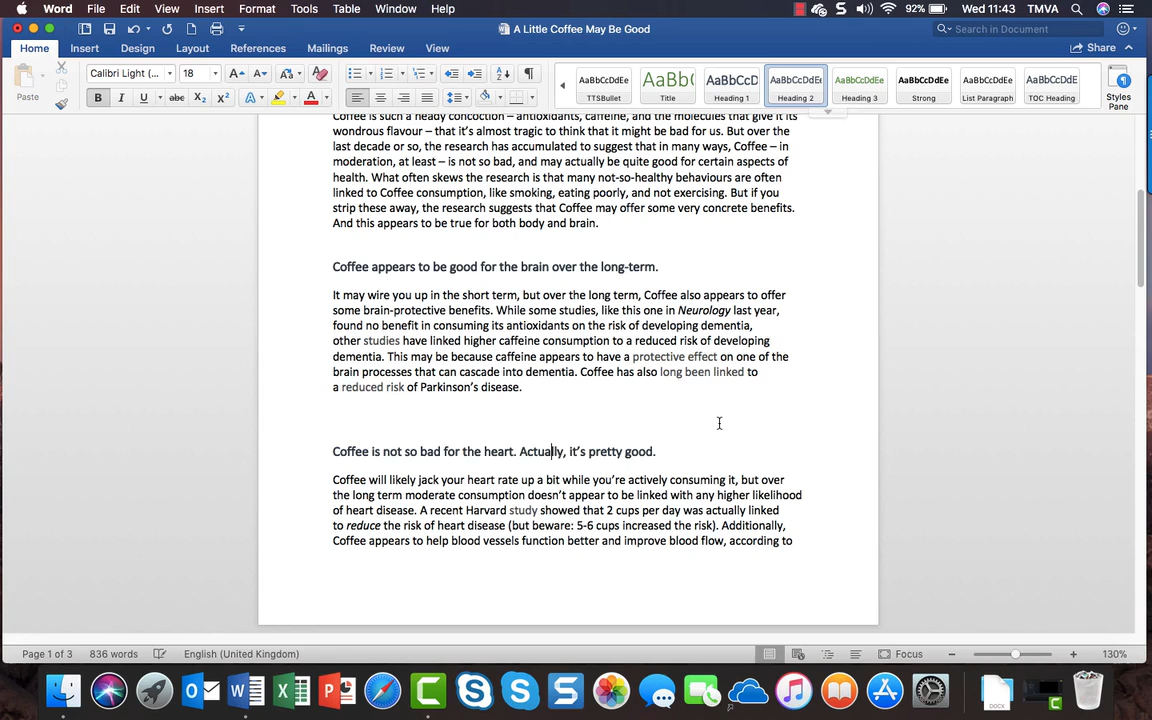 Word File Edit View Insert Format Tools Table Window Help 92% Wed 11:43 TMVA
A Little Coffee May Be Good
Search in Document
Home Insert Design Layout References Mailings Review View Share
Paste
Calibri Light (... 18
AaBbCcDdEe AaBb( AaBbCcD AaBbCcDdEe AaBbCcDdEe AaBbCcDdEe AaBbCcDdEe AaBbCcDdE
TTSBullet Title Heading 1 Heading 2 Heading 3 Strong List Paragraph TOC Heading
Styles
Pane
Coffee is such a heady concoction – antioxidants, caffeine, and the molecules that give it its
wondrous flavour – that it's almost tragic to think that it might be bad for us. But over the
last decade or so, the research has accumulated to suggest that in many ways, Coffee – in
moderation, at least – is not so bad, and may actually be quite good for certain aspects of
health. What often skews the research is that many not-so-healthy behaviours are often
linked to Coffee consumption, like smoking, eating poorly, and not exercising. But if you
strip these away, the research suggests that Coffee may offer some very concrete benefits.
And this appears to be true for both body and brain.
Coffee appears to be good for the brain over the long-term.
It may wire you up in the short term, but over the long term, Coffee also appears to offer
some brain-protective benefits. While some studies, like this one in Neurology last year,
found no benefit in consuming its antioxidants on the risk of developing dementia,
other studies have linked higher caffeine consumption to a reduced risk of developing
dementia. This may be because caffeine appears to have a protective effect on one of the
brain processes that can cascade into dementia. Coffee has also long been linked to
a reduced risk of Parkinson's disease.
Coffee is not so bad for the heart. Actually, it's pretty good.
Coffee will likely jack your heart rate up a bit while you're actively consuming it, but over
the long term moderate consumption doesn't appear to be linked with any higher likelihood
of heart disease. A recent Harvard study showed that 2 cups per day was actually linked
to reduce the risk of heart disease (but beware: 5-6 cups increased the risk). Additionally,
Coffee appears to help blood vessels function better and improve blood flow, according to
Page 1 of 3 836 words English (United Kingdom) Focus 130%
DOCX